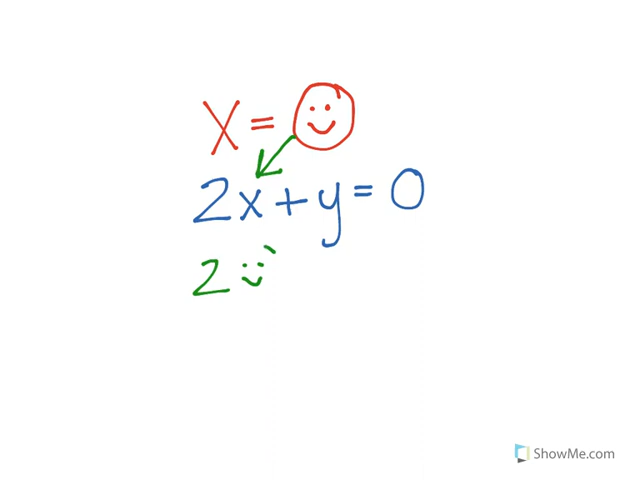 X = ☺
2x + y = 0
2 ☺
ShowMe.com